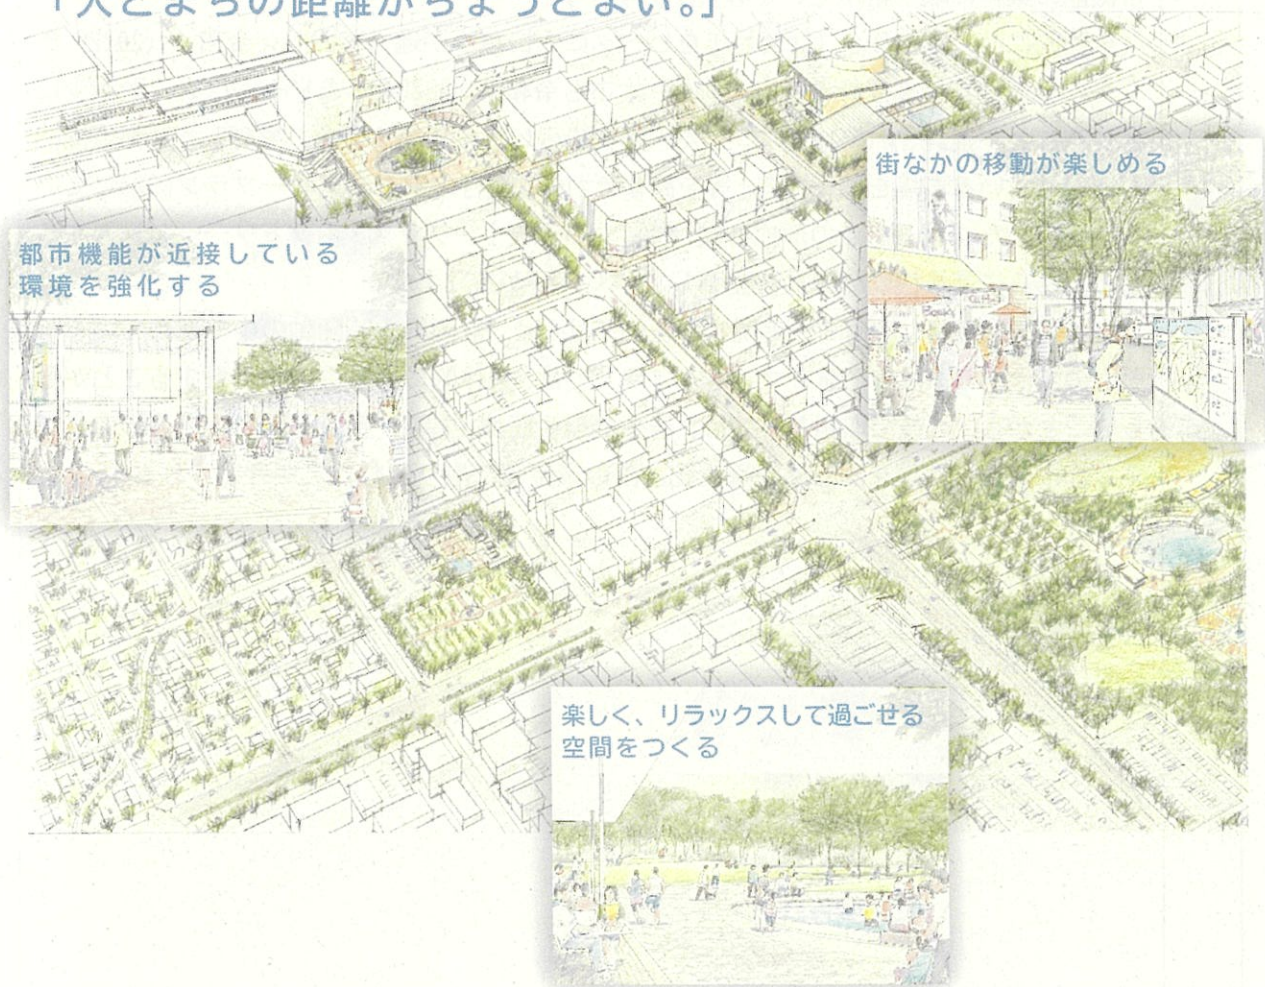 「人とまちの距離がちょうどよい。」
都市機能が近接している
環境を強化する
街なかの移動が楽しめる
Book
楽しく、リラックスして過ごせる
空間をつくる